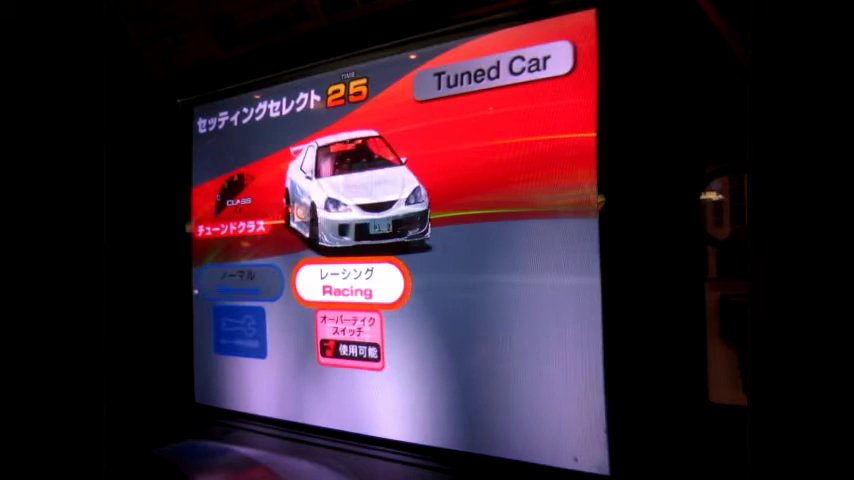 Tuned Car
TIME
25
セッティングセレクト
CLASS
チューンドクラス
ノーマル
レーシング
Racing
オーバーテイク
スイッチ
使用可能